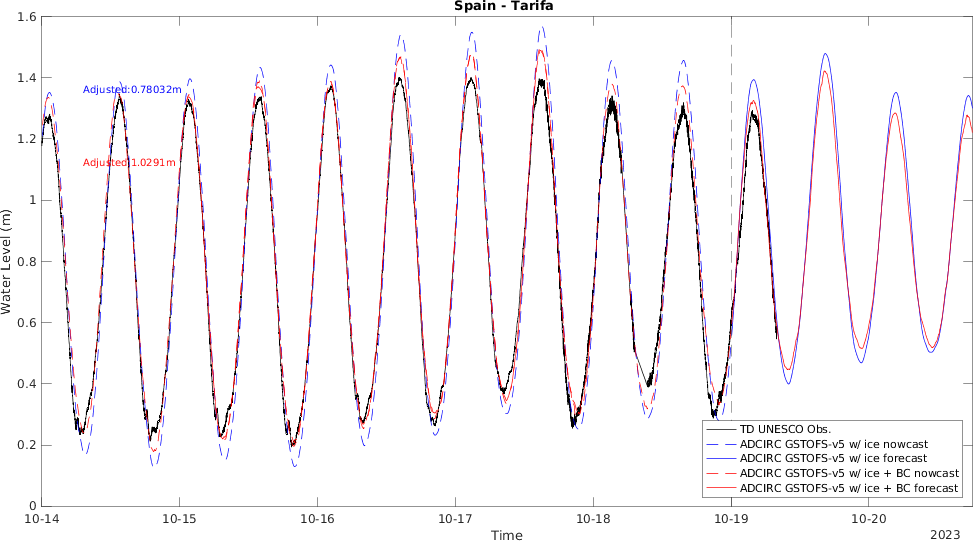 Spain - Tarifa
1.6
1.4
1.2
1
0.8
0.6
0.4
0.2
0
Water Level (m)
Adjusted:0.78032m
Adjusted:1.0291m
TD UNESCO Obs.
ADCIRC GSTOFS-v5 w/ ice nowcast
ADCIRC GSTOFS-v5 w/ ice forecast
ADCIRC GSTOFS-v5 w/ ice + BC nowcast
ADCIRC GSTOFS-v5 w/ ice + BC forecast
10-14 10-15 10-16 10-17 10-18 10-19 10-20
Time
2023